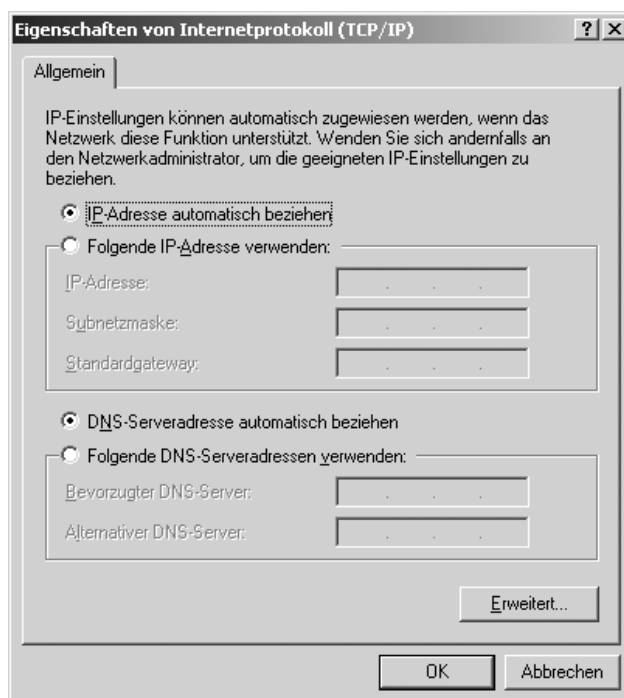 Eigenschaften von Internetprotokoll (TCP/IP)
Allgemein
IP-Einstellungen können automatisch zugewiesen werden, wenn das
Netzwerk diese Funktion unterstützt. Wenden Sie sich andernfalls an
den Netzwerkadministrator, um die geeigneten IP-Einstellungen zu
beziehen.
IP-Adresse automatisch beziehen
Folgende IP-Adresse verwenden:
IP-Adresse:
Subnetzmaske:
Standardgateway:
DNS-Serveradresse automatisch beziehen
Folgende DNS-Serveradressen verwenden:
Bevorzugter DNS-Server:
Alternativer DNS-Server:
Erweitert...
OK Abbrechen